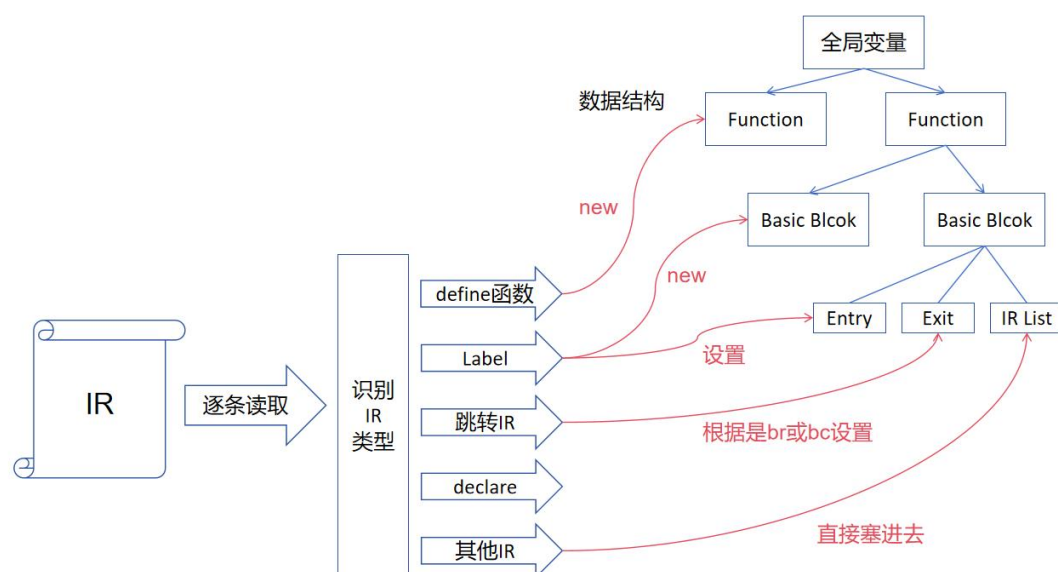 全局变量
数据结构
Function
Function
new
Basic Blcok
Basic Blcok
new
define函数
Entry
Exit
IR List
Label
设置
IR
逐条读取
识别
IR
类型
跳转IR
根据是br或bc设置
declare
其他IR
直接塞进去